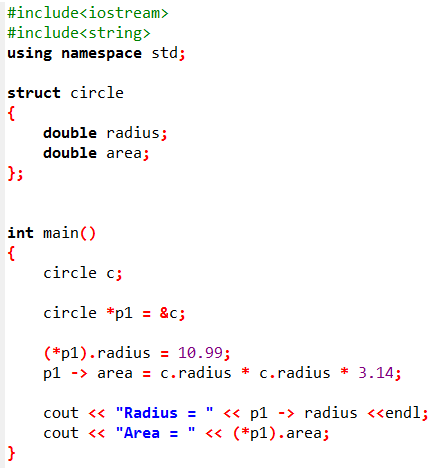 #include<iostream>
#include<string>
using namespace std;
struct circle
{
    double radius;
    double area;
};
int main()
{
    circle c;
    circle *p1 = &c;
    (*p1).radius = 10.99;
    p1 -> area = c.radius * c.radius * 3.14;
    cout << "Radius = " << p1 -> radius <<endl;
    cout << "Area = " << (*p1).area;
}